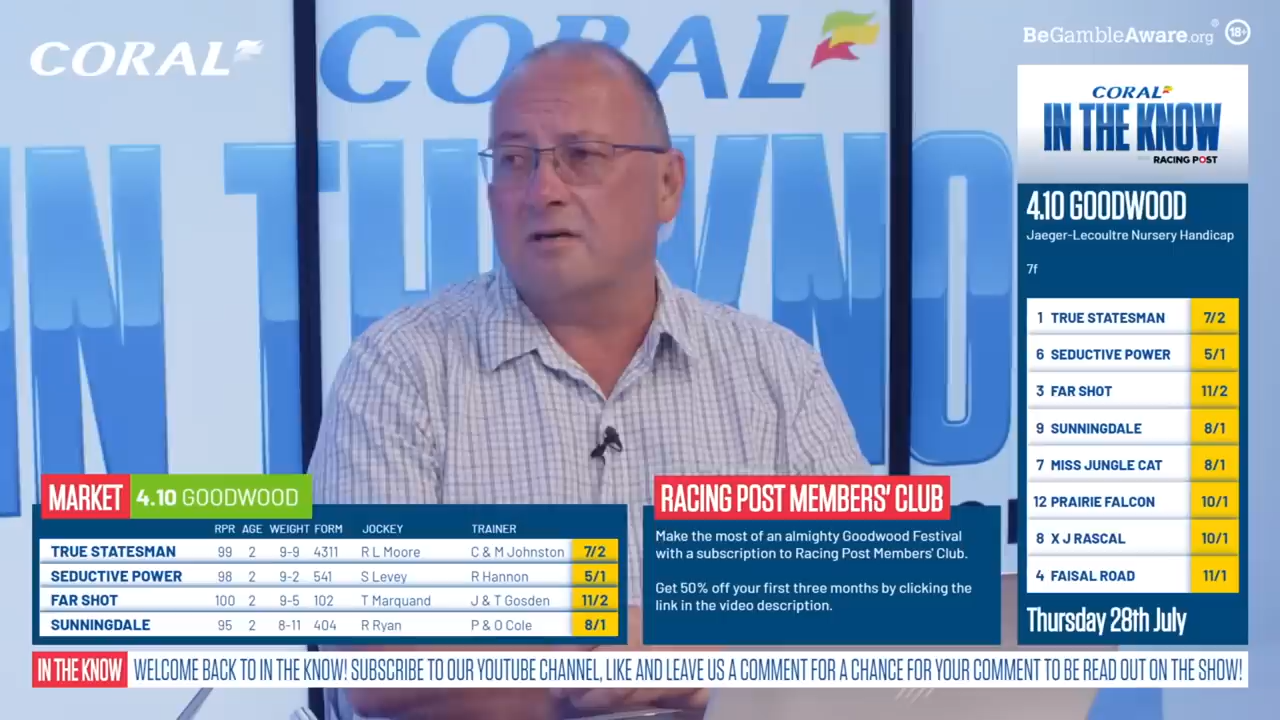 CORAL
CORAL
IN THE KNO
BeGambleAware.org® 18+
CORAL
IN THE KNOW
WITH RACING POST
4.10 GOODWOOD
Jaeger-Lecoultre Nursery Handicap
7f
1 TRUE STATESMAN 7/2
6 SEDUCTIVE POWER 5/1
3 FAR SHOT 11/2
9 SUNNINGDALE 8/1
7 MISS JUNGLE CAT 8/1
12 PRAIRIE FALCON 10/1
8 X J RASCAL 10/1
4 FAISAL ROAD 11/1
Thursday 28th July
MARKET 4.10 GOODWOOD
RPR AGE WEIGHT FORM JOCKEY TRAINER
TRUE STATESMAN 99 2 9-9 4311 R L Moore C & M Johnston 7/2
SEDUCTIVE POWER 98 2 9-2 541 S Levey R Hannon 5/1
FAR SHOT 100 2 9-5 102 T Marquand J & T Gosden 11/2
SUNNINGDALE 95 2 8-11 404 R Ryan P & O Cole 8/1
RACING POST MEMBERS' CLUB
Make the most of an almighty Goodwood Festival
with a subscription to Racing Post Members' Club.
Get 50% off your first three months by clicking the
link in the video description.
IN THE KNOW WELCOME BACK TO IN THE KNOW! SUBSCRIBE TO OUR YOUTUBE CHANNEL, LIKE AND LEAVE US A COMMENT FOR A CHANCE FOR YOUR COMMENT TO BE READ OUT ON THE SHOW!